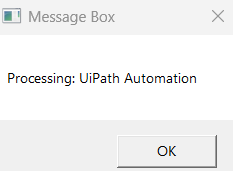 Message Box
Processing: UiPath Automation
OK